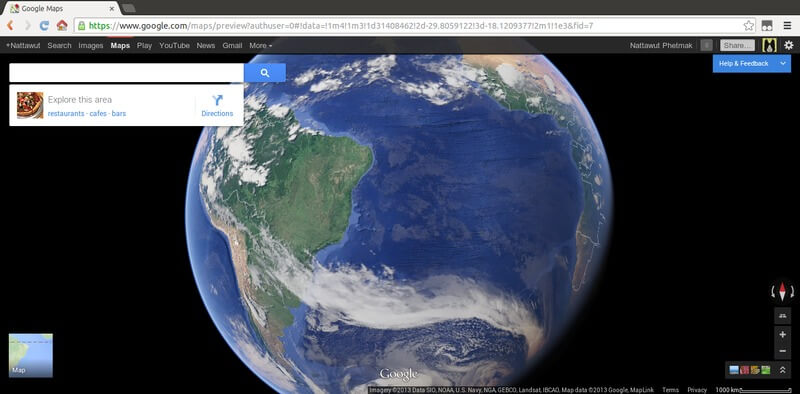 Google Maps
https://www.google.com/maps/preview?authuser=0#!data=!1m4!1m3!1d31408462!2d-29.8059122!3d-18.1209377!2m1!1e3&fid=7
+Nattawut Search Images Maps Play YouTube News Gmail More
Nattawut Phetmak Share...
Help & Feedback
Explore this area
restaurants · cafes · bars
Directions
Map
Google
Imagery ©2013 Data SIO, NOAA, U.S. Navy, NGA, GEBCO, Landsat, IBCAO, Map data ©2013 Google, MapLink Terms Privacy 1000 km